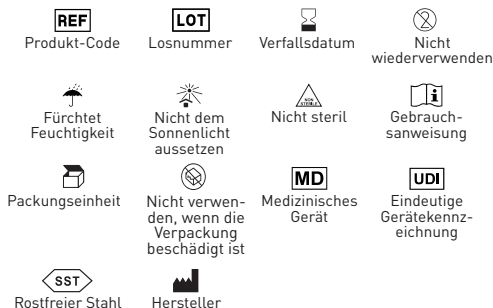 REF
LOT
2
Produkt-Code
Losnummer
Verfallsdatum
Nicht
wiederverwenden
NON
STERILE
i
Fürchtet
Feuchtigkeit
Nicht dem
Sonnenlicht
aussetzen
Nicht steril
Gebrauch-
sanweisung
MD
UDI
Packungseinheit
Nicht verwen-
den, wenn die
Verpackung
beschädigt ist
Medizinisches
Gerät
Eindeutige
Gerätekennz-
eichnung
SST
Rostfreier Stahl
Hersteller